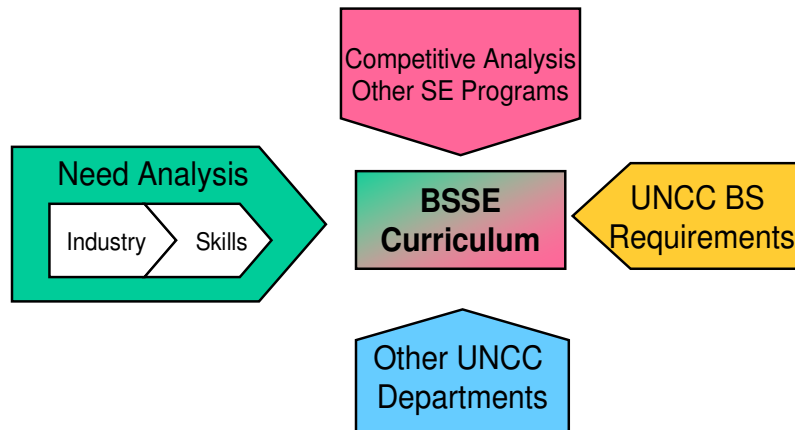 Competitive Analysis
Other SE Programs
Need Analysis
Industry
Skills
BSSE
Curriculum
UNCC BS
Requirements
Other UNCC
Departments